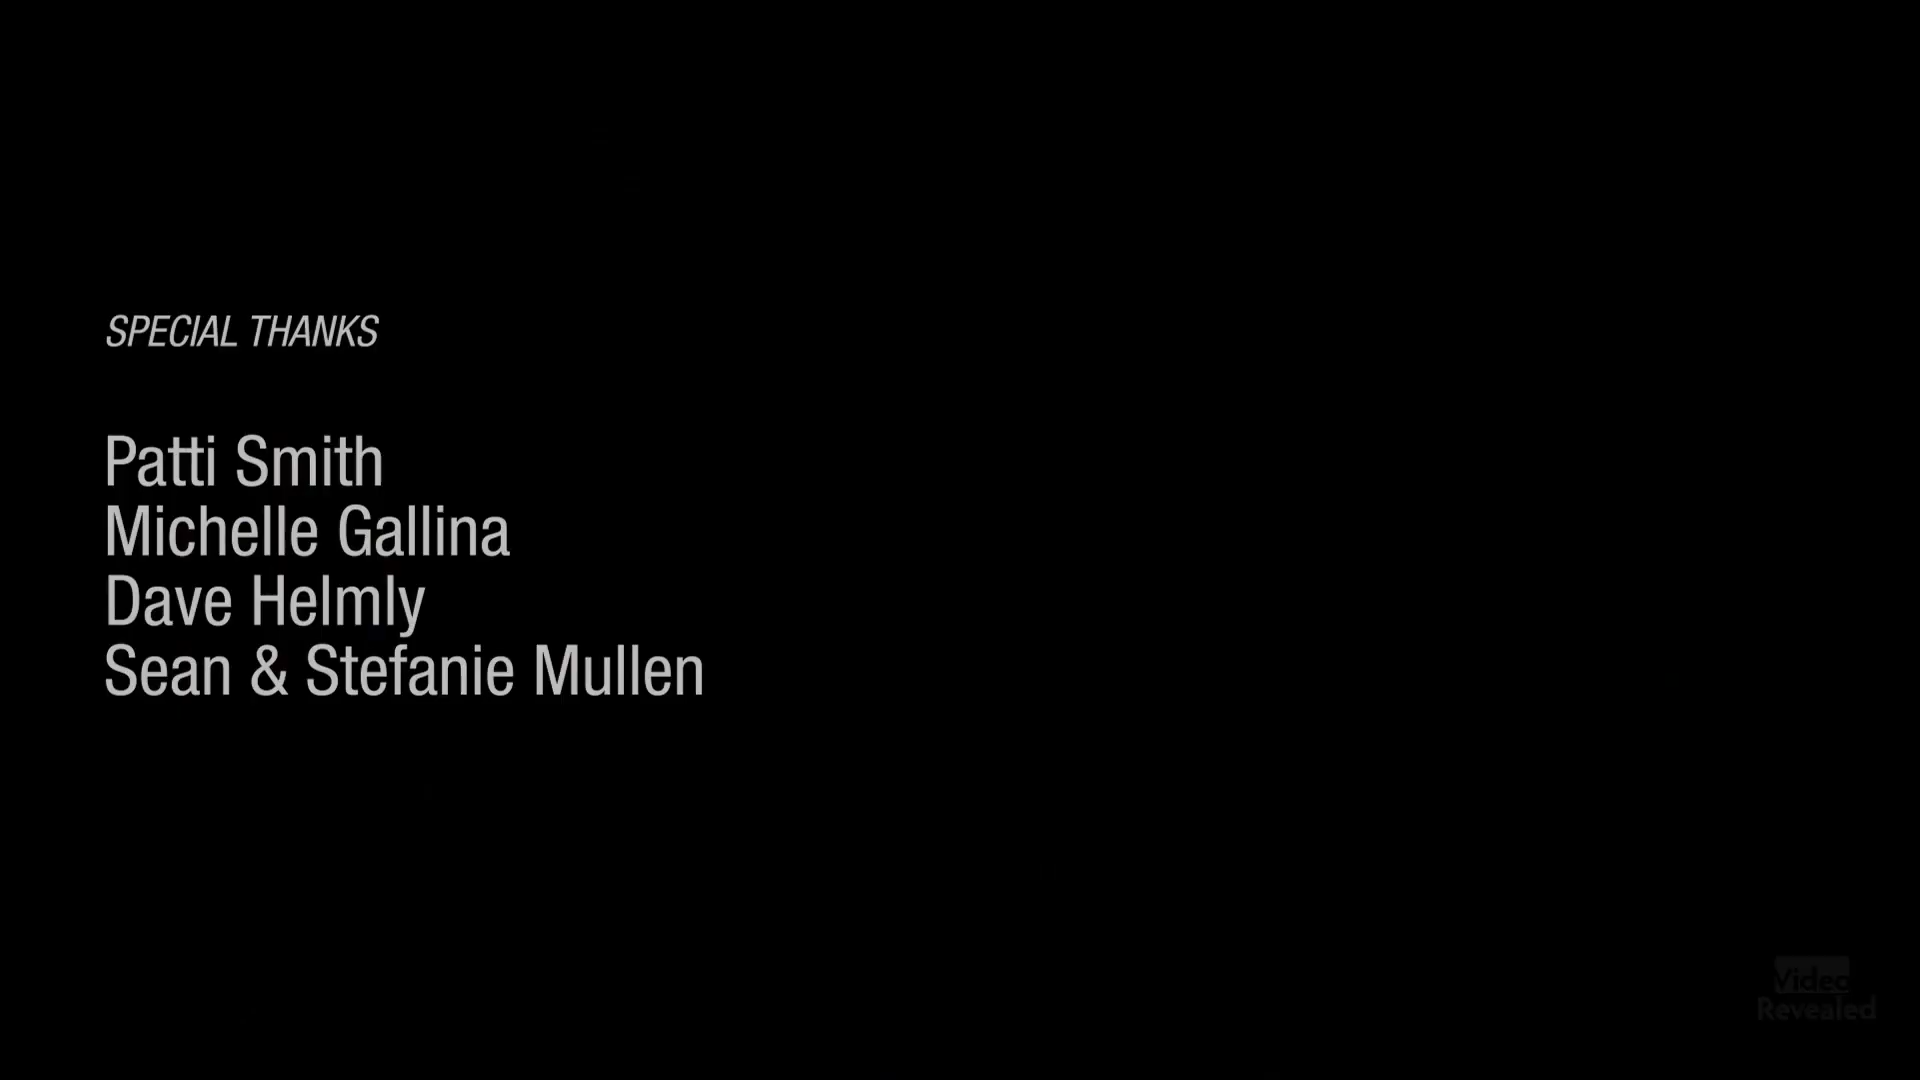 SPECIAL THANKS
Patti Smith
Michelle Gallina
Dave Helmly
Sean & Stefanie Mullen
Video
Revealed